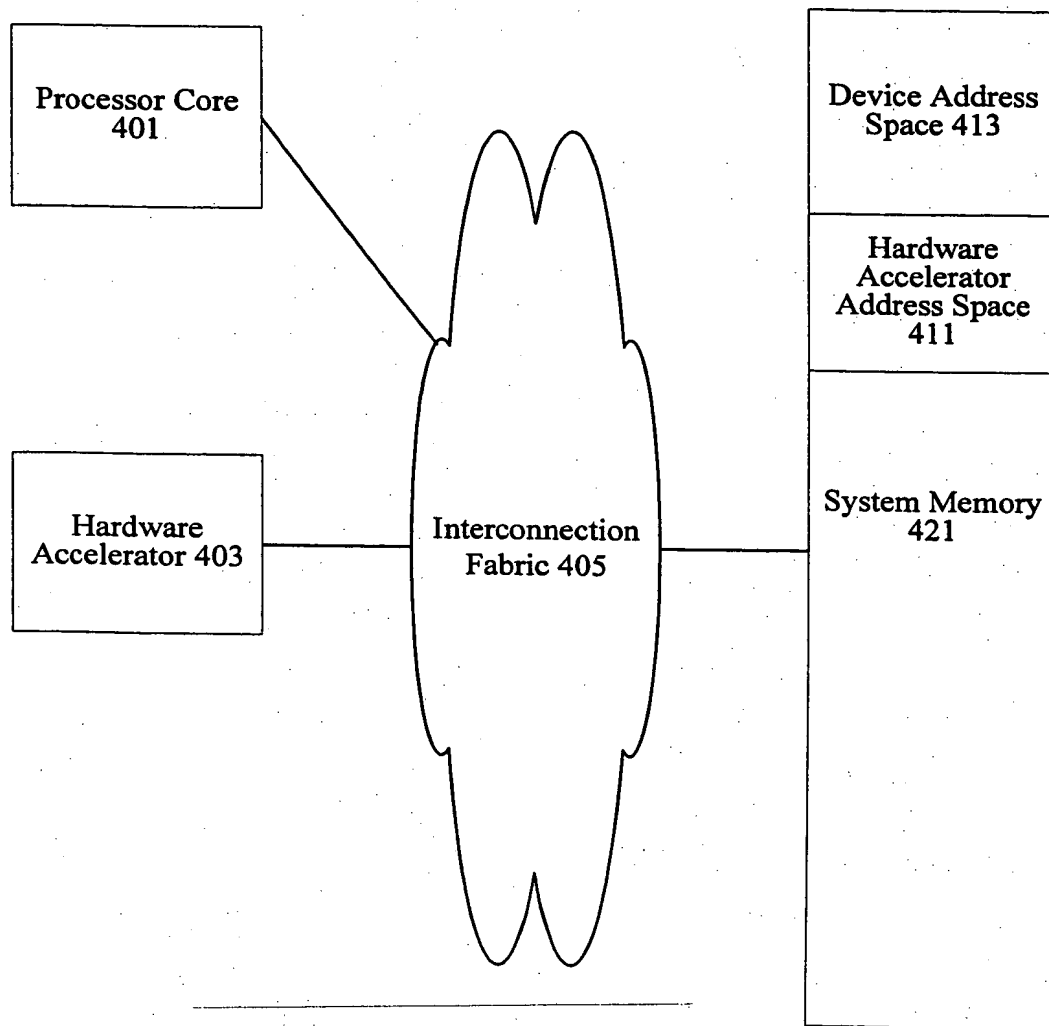 Processor Core
401
Device Address
Space 413
Hardware
Accelerator
Address Space
411
Hardware
Accelerator 403
Interconnection
Fabric 405
System Memory
421